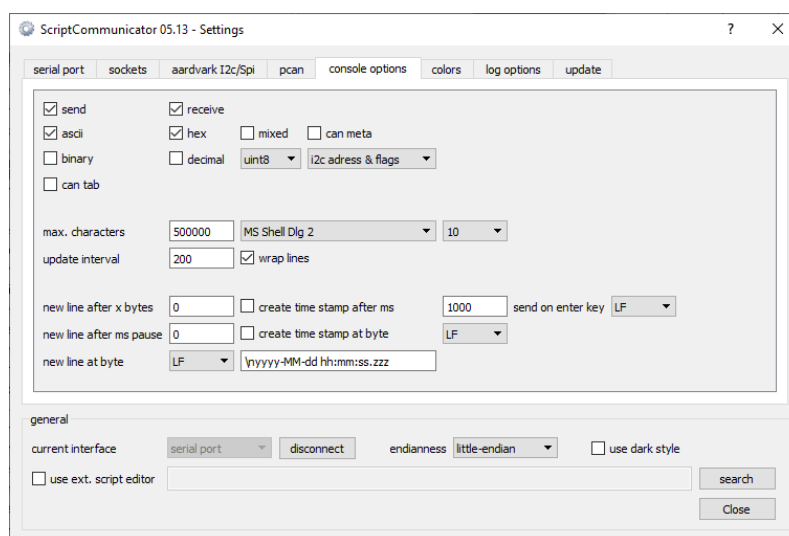 ScriptCommunicator 05.13 - Settings ?
serial port sockets aardvark I2c/Spi pcan console options colors log options update
send receive
ascii hex mixed can meta
binary decimal uint8 i2c adress & flags
can tab
max. characters 500000 MS Shell Dlg 2 10
update interval 200 wrap lines
new line after x bytes 0 create time stamp after ms 1000 send on enter key LF
new line after ms pause 0 create time stamp at byte LF
new line at byte LF \nyyyy-MM-dd hh:mm:ss.zzz
general
current interface serial port disconnect endianness little-endian use dark style
use ext. script editor search
Close